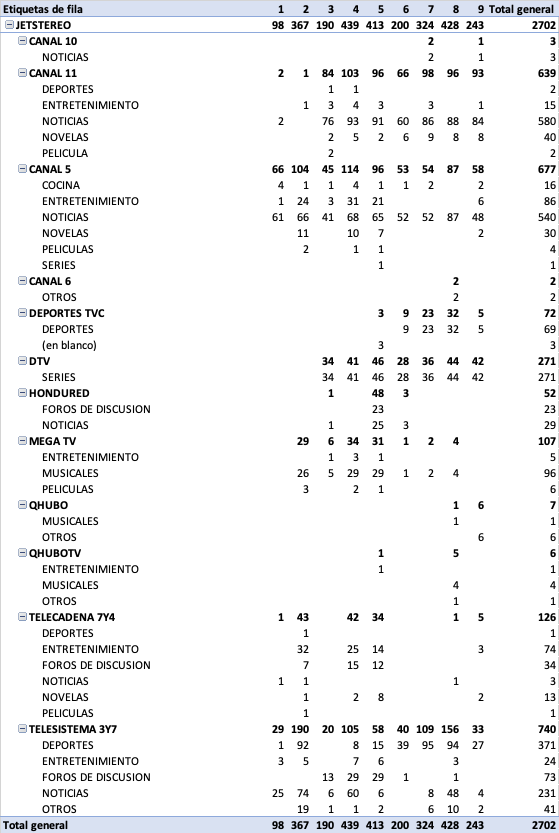 Etiquetas de fila 1 2 3 4 5 6 7 8 9 Total general
JETSTEREO 98 367 190 439 413 200 324 428 243 2702
CANAL 10 2 1 3
NOTICIAS 2 1 3
CANAL 11 2 1 84 103 96 66 98 96 93 639
DEPORTES 1 1 2
ENTRETENIMIENTO 1 3 4 3 3 1 15
NOTICIAS 2 76 93 91 60 86 88 84 580
NOVELAS 2 5 2 6 9 8 8 40
PELICULA 2 2
CANAL 5 66 104 45 114 96 53 54 87 58 677
COCINA 4 1 1 4 1 1 2 2 16
ENTRETENIMIENTO 1 24 3 31 21 6 86
NOTICIAS 61 66 41 68 65 52 52 87 48 540
NOVELAS 11 10 7 2 30
PELICULAS 2 1 1 4
SERIES 1 1
CANAL 6 2 2
OTROS 2 2
DEPORTES TVC 3 9 23 32 5 72
DEPORTES 9 23 32 5 69
(en blanco) 3 3
DTV 34 41 46 28 36 44 42 271
SERIES 34 41 46 28 36 44 42 271
HONDURED 1 48 3 52
FOROS DE DISCUSION 23 23
NOTICIAS 1 25 3 29
MEGA TV 29 6 34 31 1 2 4 107
ENTRETENIMIENTO 1 3 1 5
MUSICALES 26 5 29 29 1 2 4 96
PELICULAS 3 2 1 6
QHUBO 1 6 7
MUSICALES 1 1
OTROS 6 6
QHUBOTV 1 5 6
ENTRETENIMIENTO 1 1
MUSICALES 4 4
OTROS 1 1
TELECADENA 7Y4 1 43 42 34 1 5 126
DEPORTES 1 1
ENTRETENIMIENTO 32 25 14 3 74
FOROS DE DISCUSION 7 15 12 34
NOTICIAS 1 1 1 3
NOVELAS 1 2 8 2 13
PELICULAS 1 1
TELESISTEMA 3Y7 29 190 20 105 58 40 109 156 33 740
DEPORTES 1 92 8 15 39 95 94 27 371
ENTRETENIMIENTO 3 5 7 6 3 24
FOROS DE DISCUSION 13 29 29 1 1 73
NOTICIAS 25 74 6 60 6 8 48 4 231
OTROS 19 1 1 2 6 10 2 41
Total general 98 367 190 439 413 200 324 428 243 2702